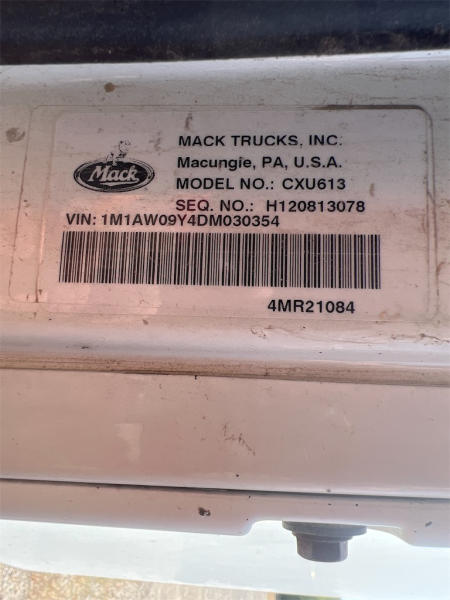 Mack
MACK TRUCKS, INC.
Macungie, PA, U.S.A.
MODEL NO.: CXU613
SEQ. NO.: H120813078
VIN: 1M1AW09Y4DM030354
4MR21084